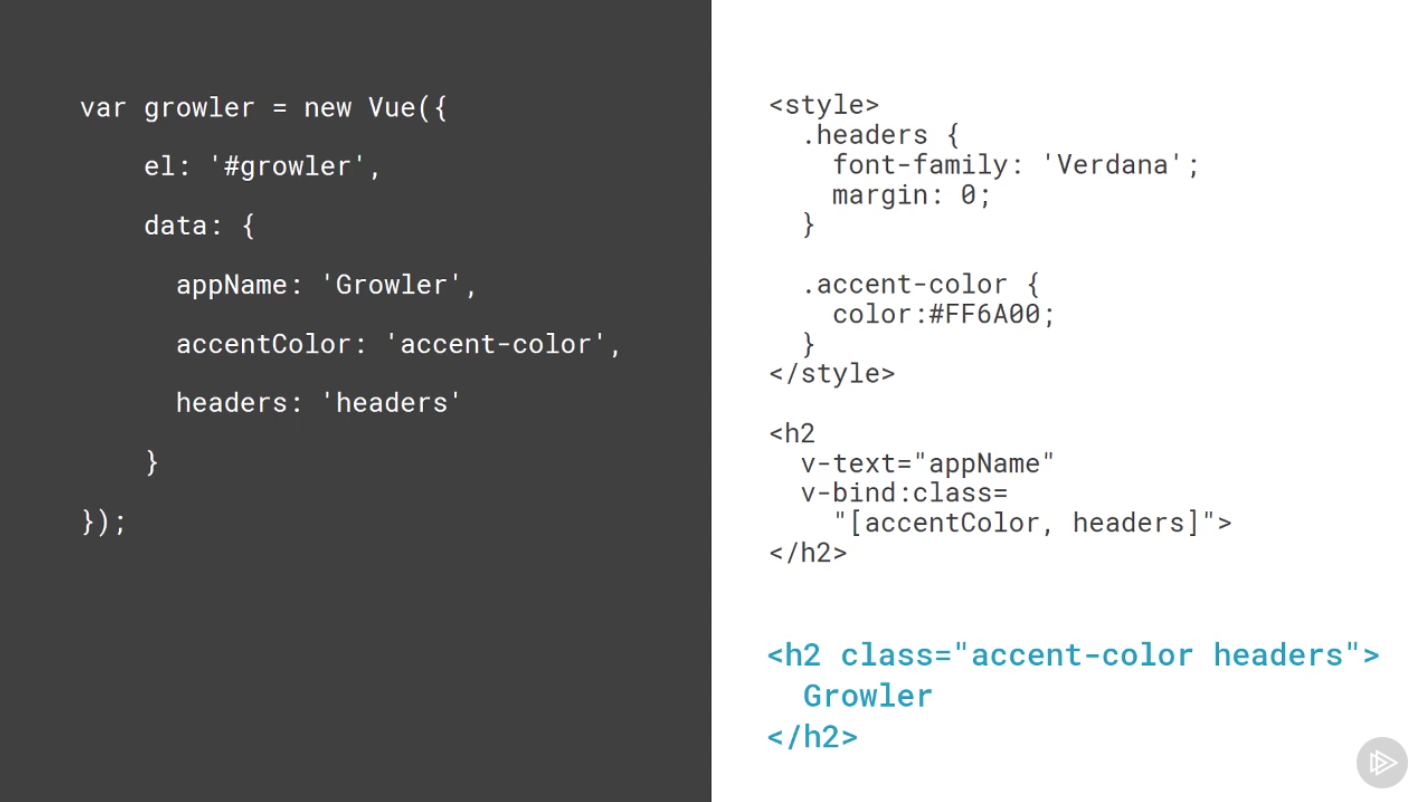 var growler = new Vue({
el: '#growler',
data: {
appName: 'Growler',
accentColor: 'accent-color',
headers: 'headers'
}
});
<style>
.headers {
font-family: 'Verdana';
margin: 0;
}
.accent-color {
color:#FF6A00;
}
</style>
<h2
v-text="appName"
v-bind:class=
"[accentColor, headers]">
</h2>
<h2 class="accent-color headers">
Growler
</h2>